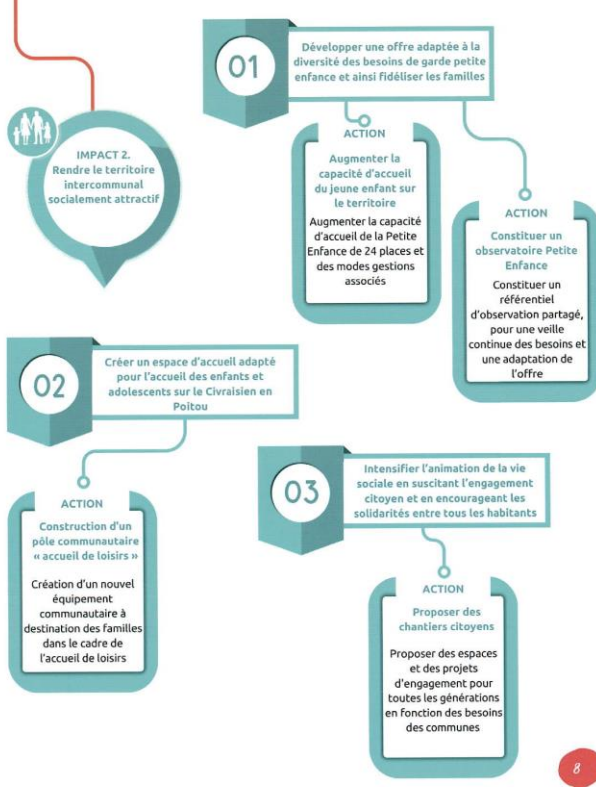 IMPACT 2.
Rendre le territoire
intercommunal
socialement attractif
01
Développer une offre adaptée à la
diversité des besoins de garde petite
enfance et ainsi fidéliser les familles
ACTION
Augmenter la
capacité d'accueil
du jeune enfant sur
le territoire
Augmenter la capacité
d'accueil de la Petite
Enfance de 24 places et
des modes gestions
associés
ACTION
Constituer un
observatoire Petite
Enfance
Constituer un
référentiel
d'observation partagé,
pour une veille
continue des besoins et
une adaptation de
l'offre
02
Créer un espace d'accueil adapté
pour l'accueil des enfants et
adolescents sur le Civraisien en
Poitou
ACTION
Construction d'un
pôle communautaire
« accueil de loisirs »
Création d'un nouvel
équipement
communautaire à
destination des familles
dans le cadre de
l'accueil de loisirs
03
Intensifier l'animation de la vie
sociale en suscitant l'engagement
citoyen et en encourageant les
solidarités entre tous les habitants
ACTION
Proposer des
chantiers citoyens
Proposer des espaces
et des projets
d'engagement pour
toutes les générations
en fonction des besoins
des communes
8